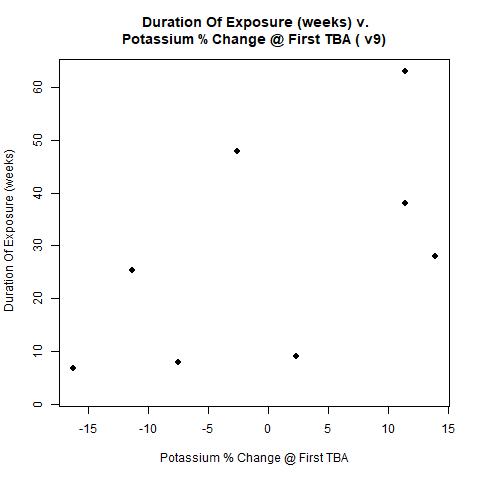 Duration Of Exposure (weeks) v.
Potassium % Change @ First TBA ( v9)
Duration Of Exposure (weeks)
60
50
40
30
20
10
0
-15 -10 -5 0 5 10 15
Potassium % Change @ First TBA